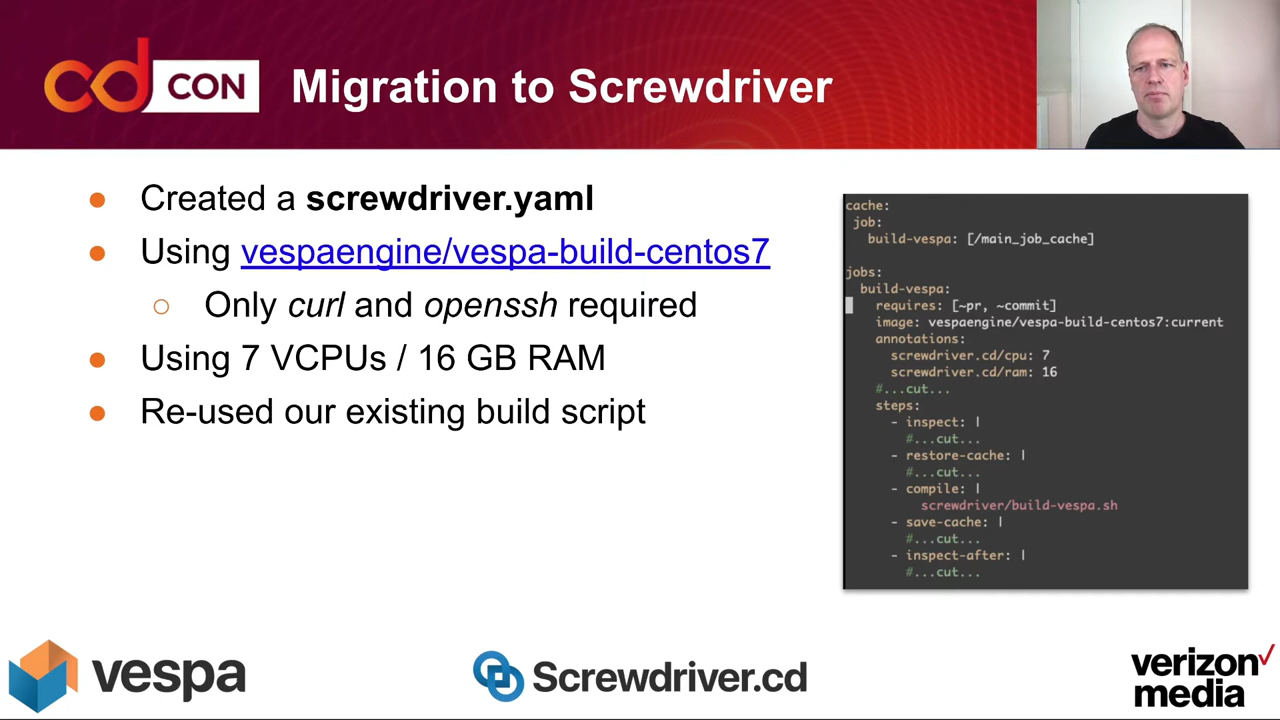 cd CON
Migration to Screwdriver
● Created a screwdriver.yaml
● Using vespaengine/vespa-build-centos7
○ Only curl and openssh required
● Using 7 VCPUs / 16 GB RAM
● Re-used our existing build script
cache:
job:
build-vespa: [/main_job_cache]
jobs:
build-vespa:
requires: [~pr, ~commit]
image: vespaengine/vespa-build-centos7:current
annotations:
screwdriver.cd/cpu: 7
screwdriver.cd/ram: 16
#...cut...
steps:
- inspect: |
#...cut...
- restore-cache: |
#...cut...
- compile: |
screwdriver/build-vespa.sh
- save-cache: |
#...cut...
- inspect-after: |
#...cut...
vespa
Screwdriver.cd
verizon✓
media